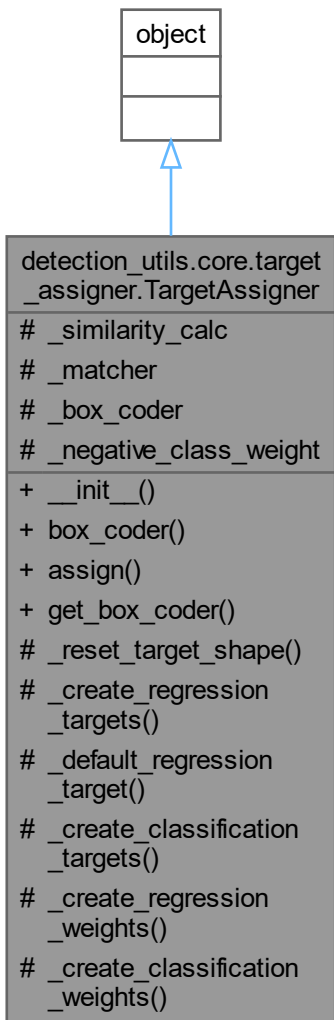 object
detection_utils.core.target
_assigner.TargetAssigner
# _similarity_calc
# _matcher
# _box_coder
# _negative_class_weight
+ __init__()
+ box_coder()
+ assign()
+ get_box_coder()
# _reset_target_shape()
# _create_regression
_targets()
# _default_regression
_target()
# _create_classification
_targets()
# _create_regression
_weights()
# _create_classification
_weights()